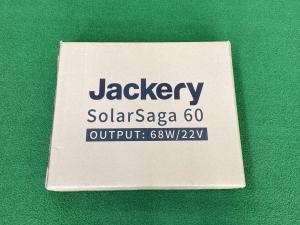 Jackery
SolarSaga 60
OUTPUT: 68W/22V